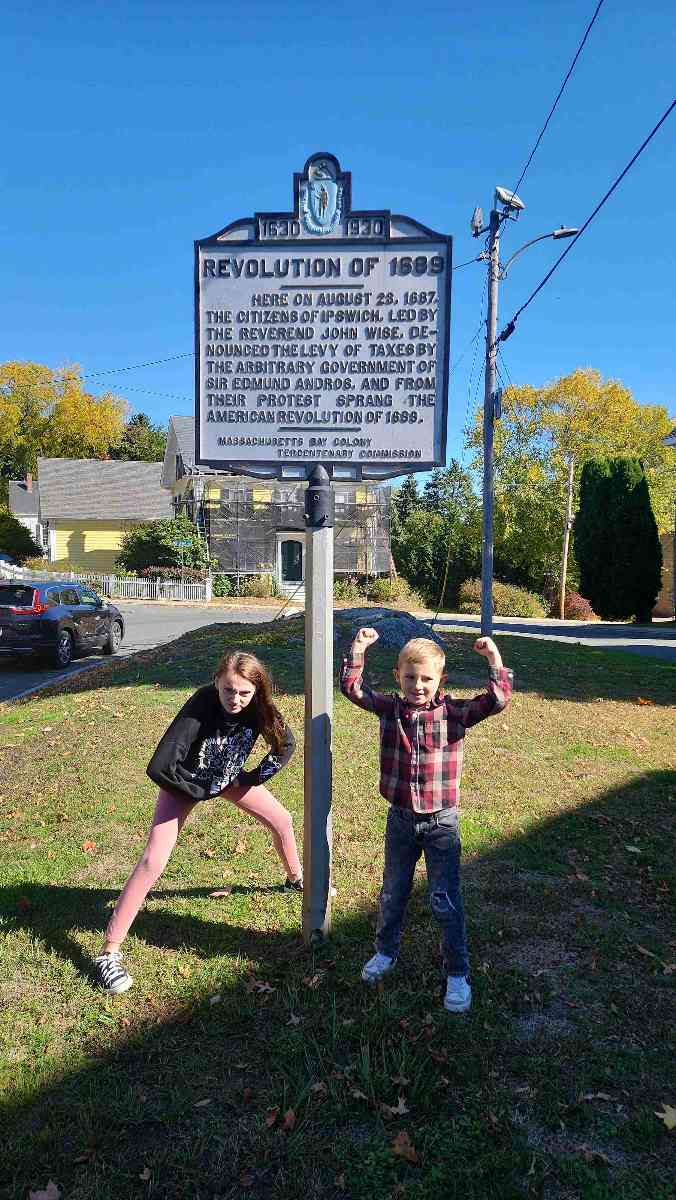 1630 1930
REVOLUTION OF 1689
HERE ON AUGUST 23, 1687,
THE CITIZENS OF IPSWICH, LED BY
THE REVEREND JOHN WISE, DE-
NOUNCED THE LEVY OF TAXES BY
THE ARBITRARY GOVERNMENT OF
SIR EDMUND ANDROS, AND FROM
THEIR PROTEST SPRANG THE
AMERICAN REVOLUTION OF 1689.
MASSACHUSETTS BAY COLONY
TERCENTENARY COMMISSION